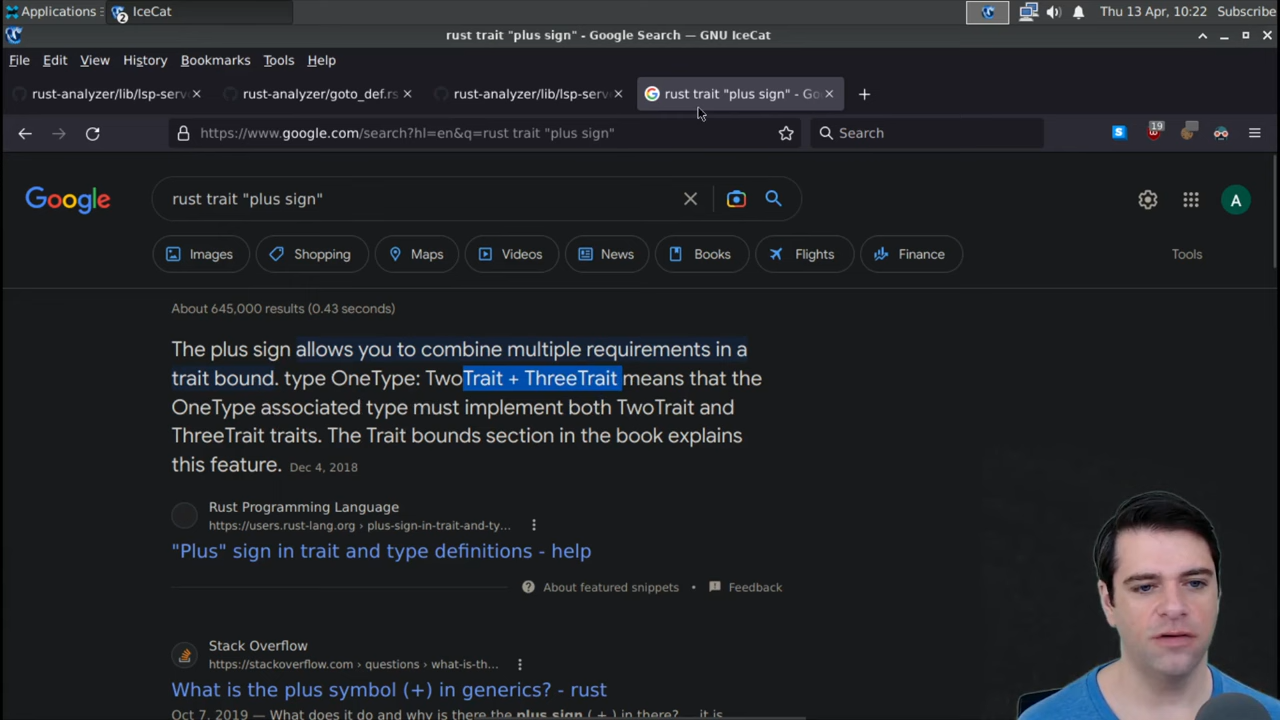 Applications
2
IceCat
Thu 13 Apr, 10:22
Subscribe
rust trait "plus sign" - Google Search — GNU IceCat
File Edit View History Bookmarks Tools Help
rust-analyzer/lib/lsp-serv
rust-analyzer/goto_def.rs
rust-analyzer/lib/lsp-serv
rust trait "plus sign" - Go
https://www.google.com/search?hl=en&q=rust trait "plus sign"
Search
S
19
Google
rust trait "plus sign"
A
Images
Shopping
Maps
Videos
News
Books
Flights
Finance
Tools
About 645,000 results (0.43 seconds)
The plus sign allows you to combine multiple requirements in a
trait bound. type OneType: TwoTrait + ThreeTrait means that the
OneType associated type must implement both TwoTrait and
ThreeTrait traits. The Trait bounds section in the book explains
this feature. Dec 4, 2018
Rust Programming Language
https://users.rust-lang.org › plus-sign-in-trait-and-ty...
"Plus" sign in trait and type definitions - help
About featured snippets • Feedback
Stack Overflow
https://stackoverflow.com › questions › what-is-th...
What is the plus symbol (+) in generics? - rust
Oct 7, 2019 — What does it do and why is there the plus sign ( + ) in there? ... it is